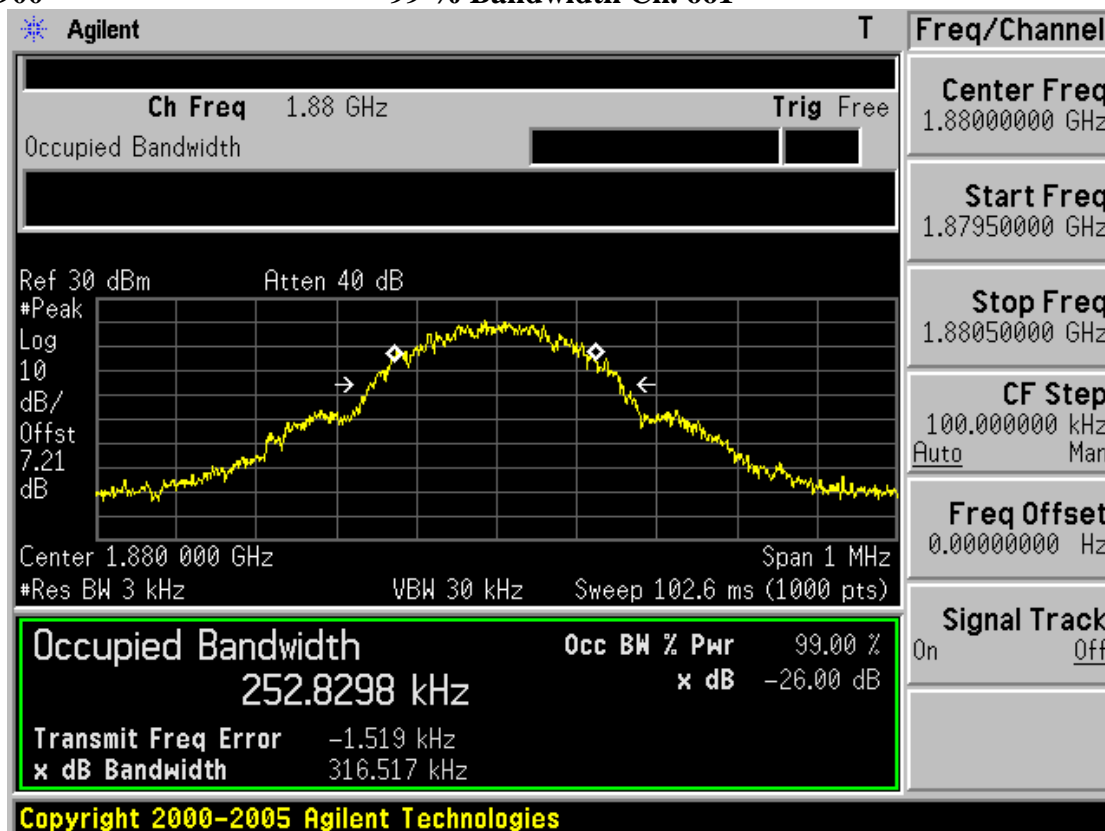 99 % Bandwidth Ch. 661
Agilent T
Freq/Channel
Ch Freq 1.88 GHz Trig Free
Occupied Bandwidth
Center Freq
1.88000000 GHz
Start Freq
1.87950000 GHz
Stop Freq
1.88050000 GHz
CF Step
100.000000 kHz
Auto Man
Freq Offset
0.00000000 Hz
Signal Track
On Off
Ref 30 dBm Atten 40 dB
#Peak
Log
10
dB/
Offst
7.21
dB
Center 1.880 000 GHz Span 1 MHz
#Res BW 3 kHz VBW 30 kHz Sweep 102.6 ms (1000 pts)
Occupied Bandwidth
252.8298 kHz
Occ BW % Pwr 99.00 %
x dB -26.00 dB
Transmit Freq Error -1.519 kHz
x dB Bandwidth 316.517 kHz
Copyright 2000-2005 Agilent Technologies